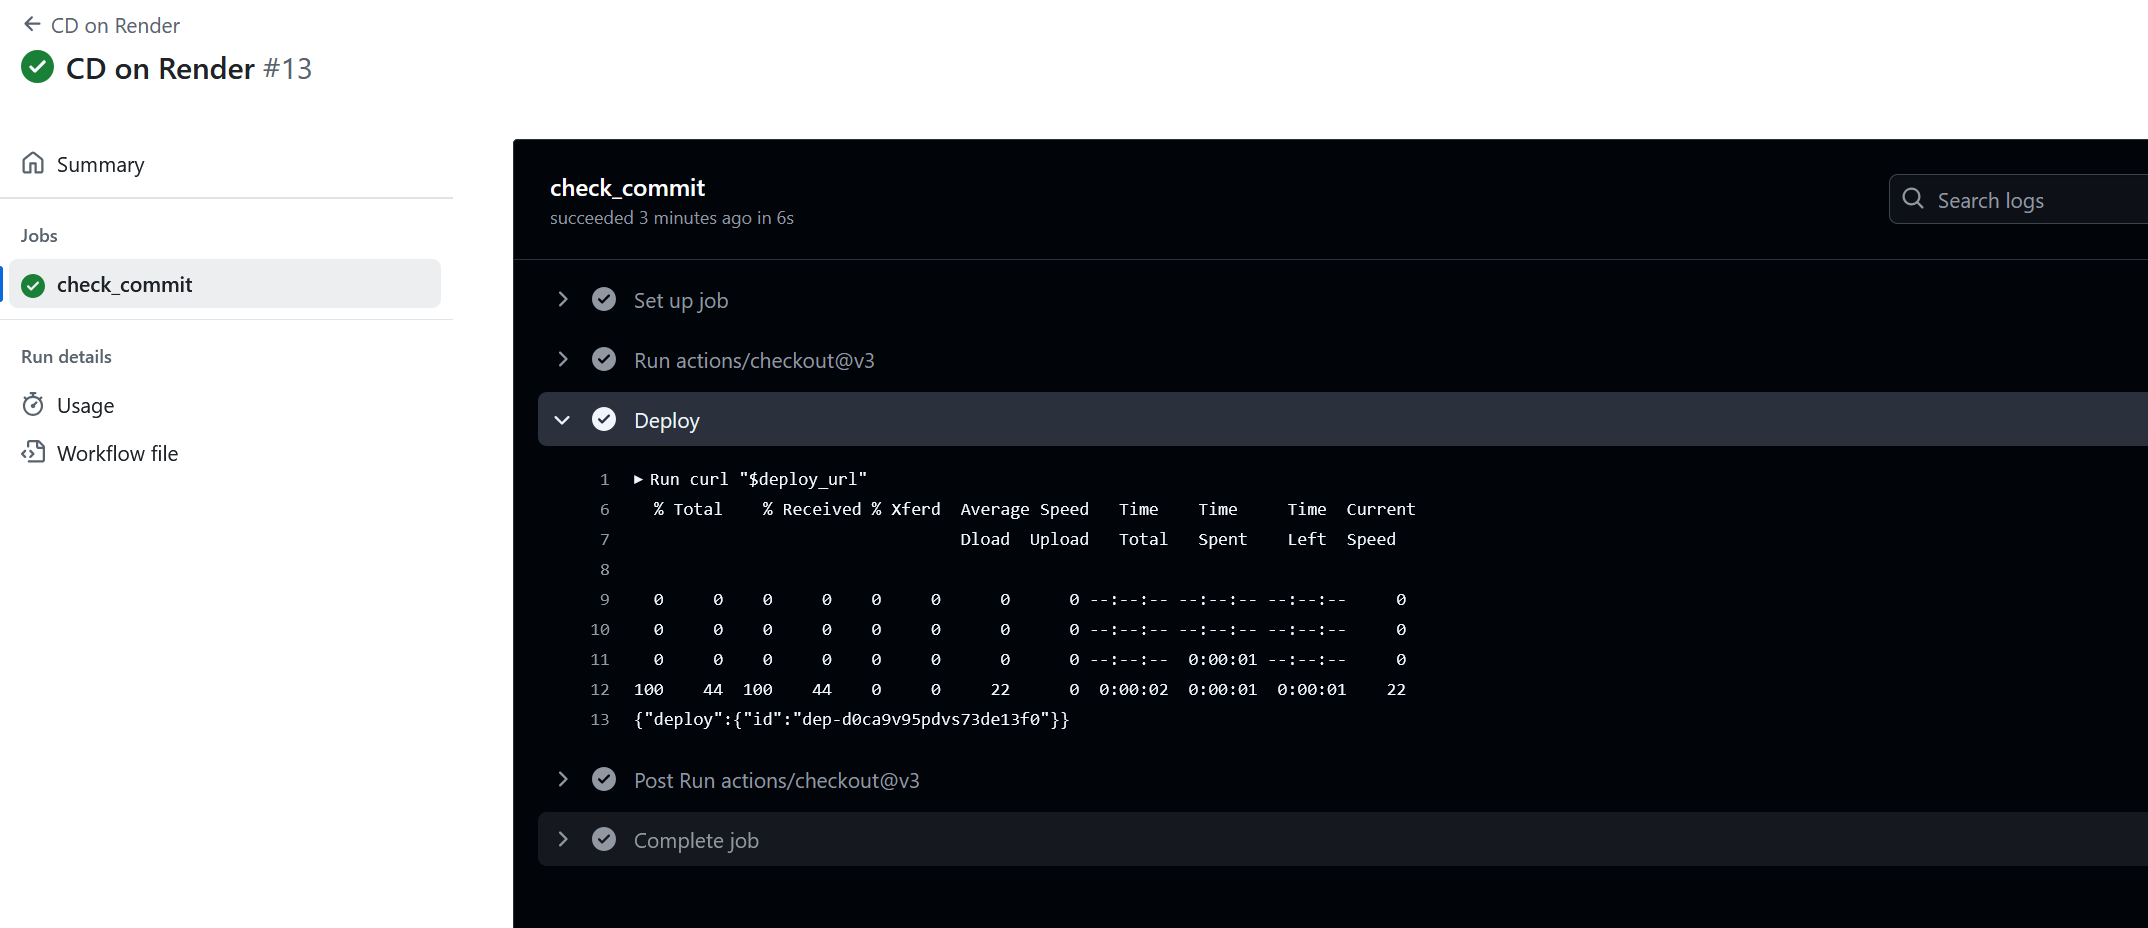 CD on Render
CD on Render #13
Summary
Jobs
check_commit
Run details
Usage
Workflow file
check_commit
succeeded 3 minutes ago in 6s
Search logs
Set up job
Run actions/checkout@v3
Deploy
1 Run curl "$deploy_url"
6 % Total % Received % Xferd Average Speed Time Time Time Current
7 Dload Upload Total Spent Left Speed
8
9 0 0 0 0 0 0 0 0 --:--:-- --:--:-- --:--:-- 0
10 0 0 0 0 0 0 0 0 --:--:-- --:--:-- --:--:-- 0
11 0 0 0 0 0 0 0 0 --:--:-- 0:00:01 --:--:-- 0
12 100 44 100 44 0 0 22 0 0:00:02 0:00:01 0:00:01 22
13 {"deploy":{"id":"dep-d0ca9v95pdvs73de13f0"}}
Post Run actions/checkout@v3
Complete job